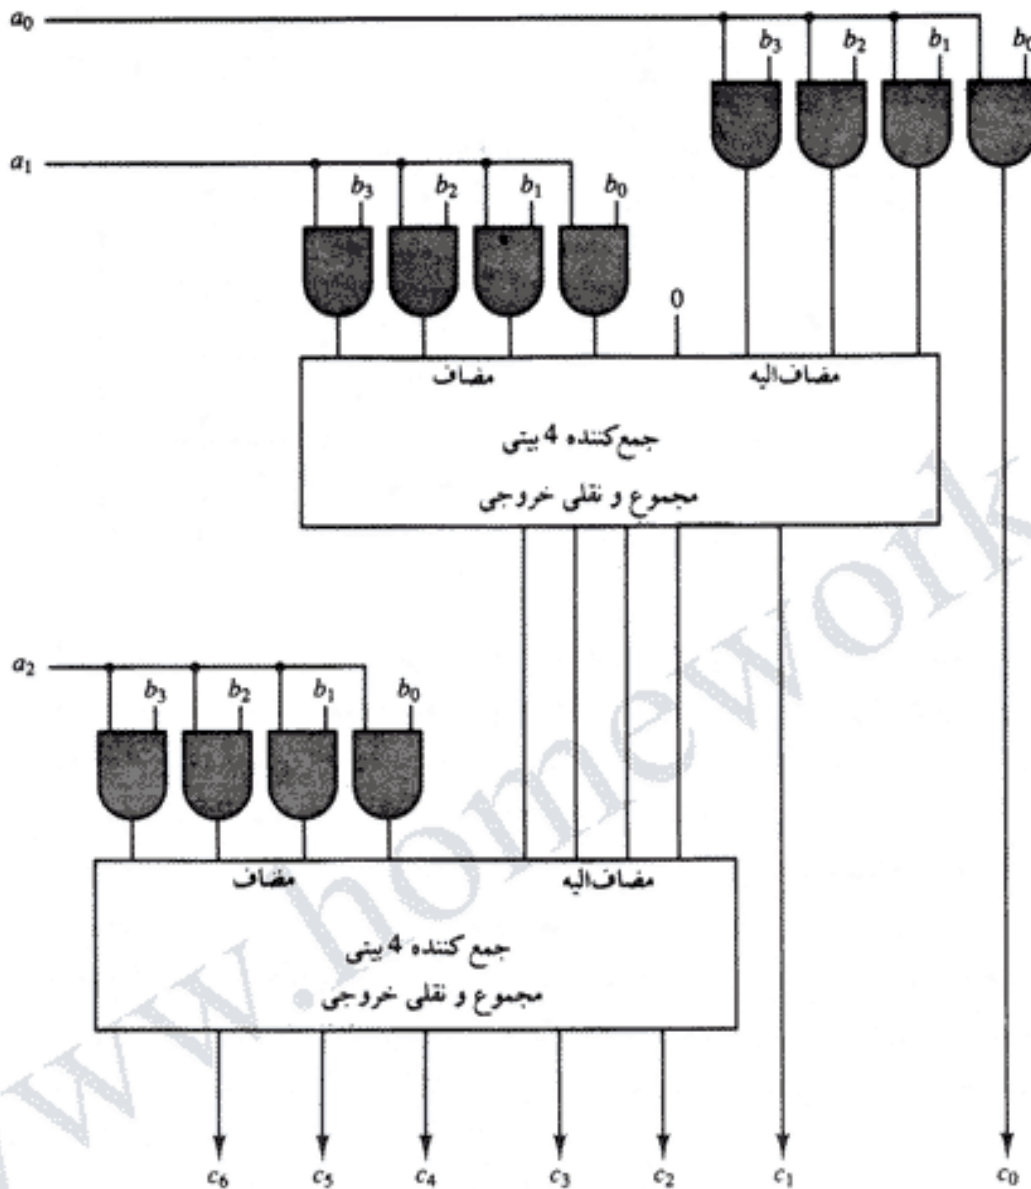 a₀
b₃ b₂ b₁ b₀
a₁
b₃ b₂ b₁ b₀
0
مضاف مضاف‌الیه
جمع‌کننده 4 بیتی
مجموع و نقلی خروجی
a₂
b₃ b₂ b₁ b₀
مضاف مضاف‌الیه
جمع کننده 4 بیتی
مجموع و نقلی خروجی
c₆ c₅ c₄ c₃ c₂ c₁ c₀
www.homework